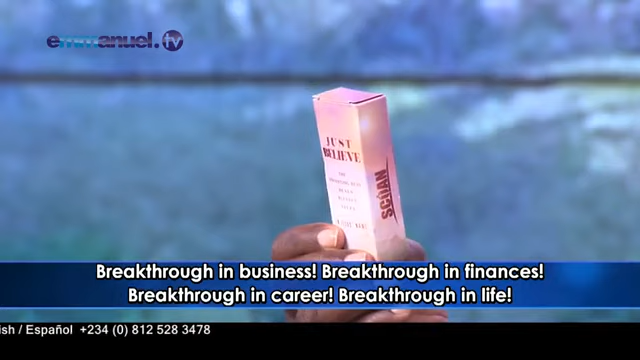 emmanuel.tv
JUST
BELIEVE
SCOAN
Breakthrough in business! Breakthrough in finances!
Breakthrough in career! Breakthrough in life!
ish / Español +234 (0) 812 528 3478